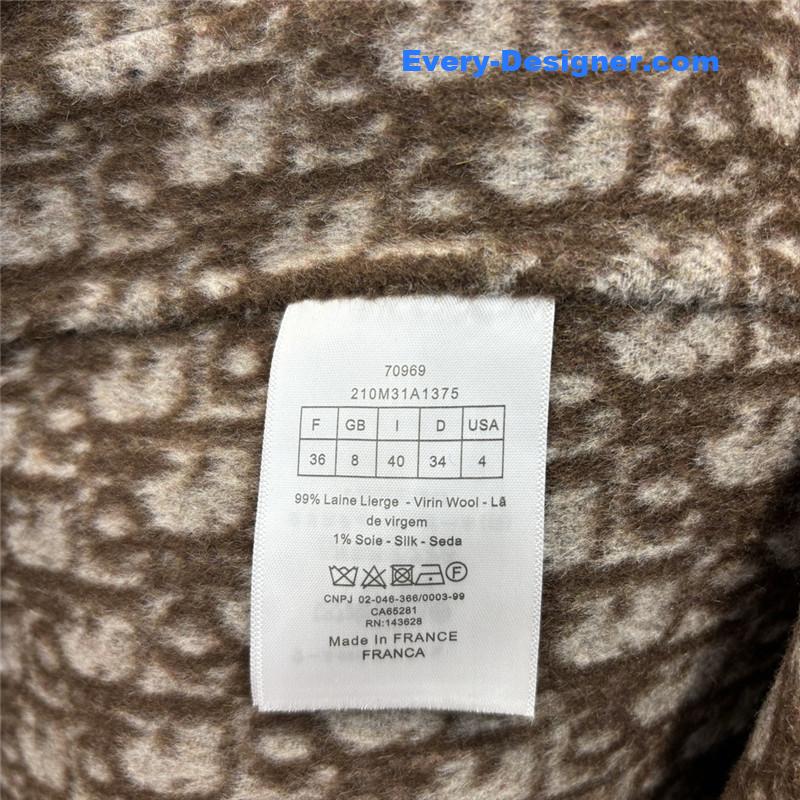 Every-Designer.com
70969
210M31A1375
F GB I D USA
36 8 40 34 4
99% Laine Lierge - Virin Wool - Lã
de virgem
1% Soie - Silk - Seda
F
CNPJ 02-046-366/0003-99
CA65281
RN:143628
Made In FRANCE
FRANCA